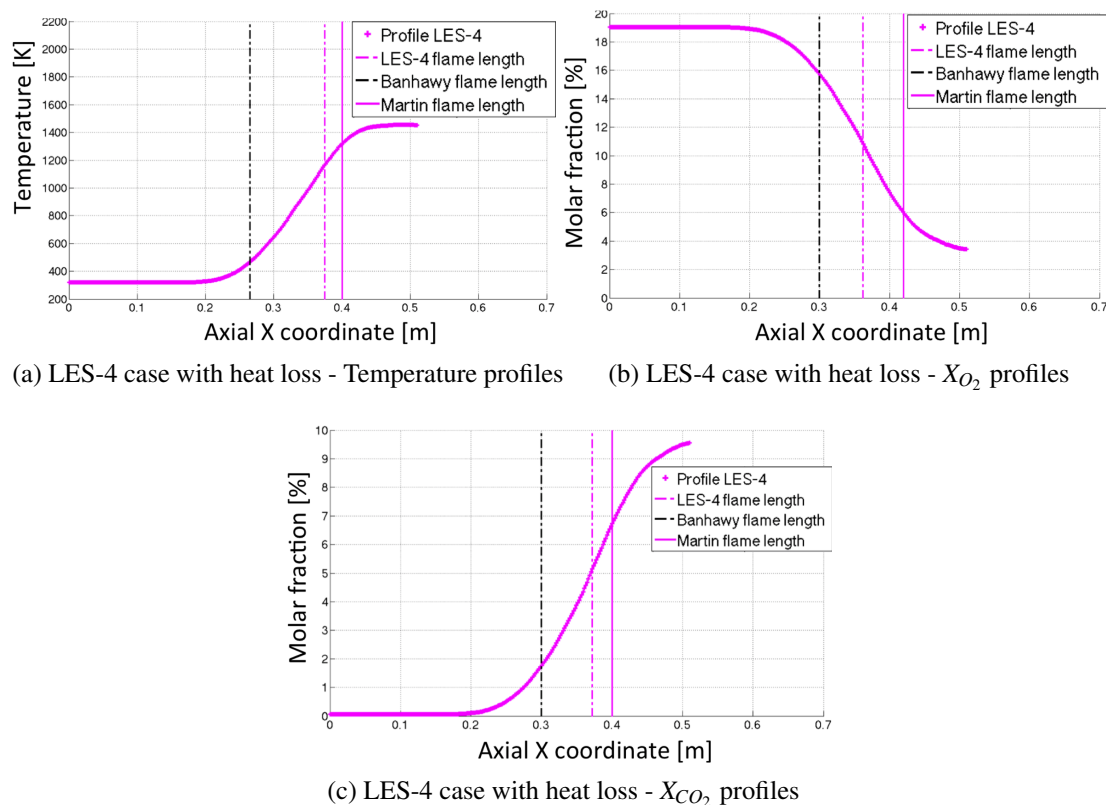 2200
2000
1800
1600
1400
1200
1000
800
600
400
200
Temperature [K]
Profile LES-4
LES-4 flame length
Banhawy flame length
Martin flame length
0 0.1 0.2 0.3 0.4 0.5 0.6 0.7
Axial X coordinate [m]
(a) LES-4 case with heat loss - Temperature profiles
20
18
16
14
12
10
8
6
4
2
0
Molar fraction [%]
Profile LES-4
LES-4 flame length
Banhawy flame length
Martin flame length
0 0.1 0.2 0.3 0.4 0.5 0.6 0.7
Axial X coordinate [m]
(b) LES-4 case with heat loss - X_{O_2} profiles
10
9
8
7
6
5
4
3
2
1
0
Molar fraction [%]
Profile LES-4
LES-4 flame length
Banhawy flame length
Martin flame length
0 0.1 0.2 0.3 0.4 0.5 0.6 0.7
Axial X coordinate [m]
(c) LES-4 case with heat loss - X_{CO_2} profiles